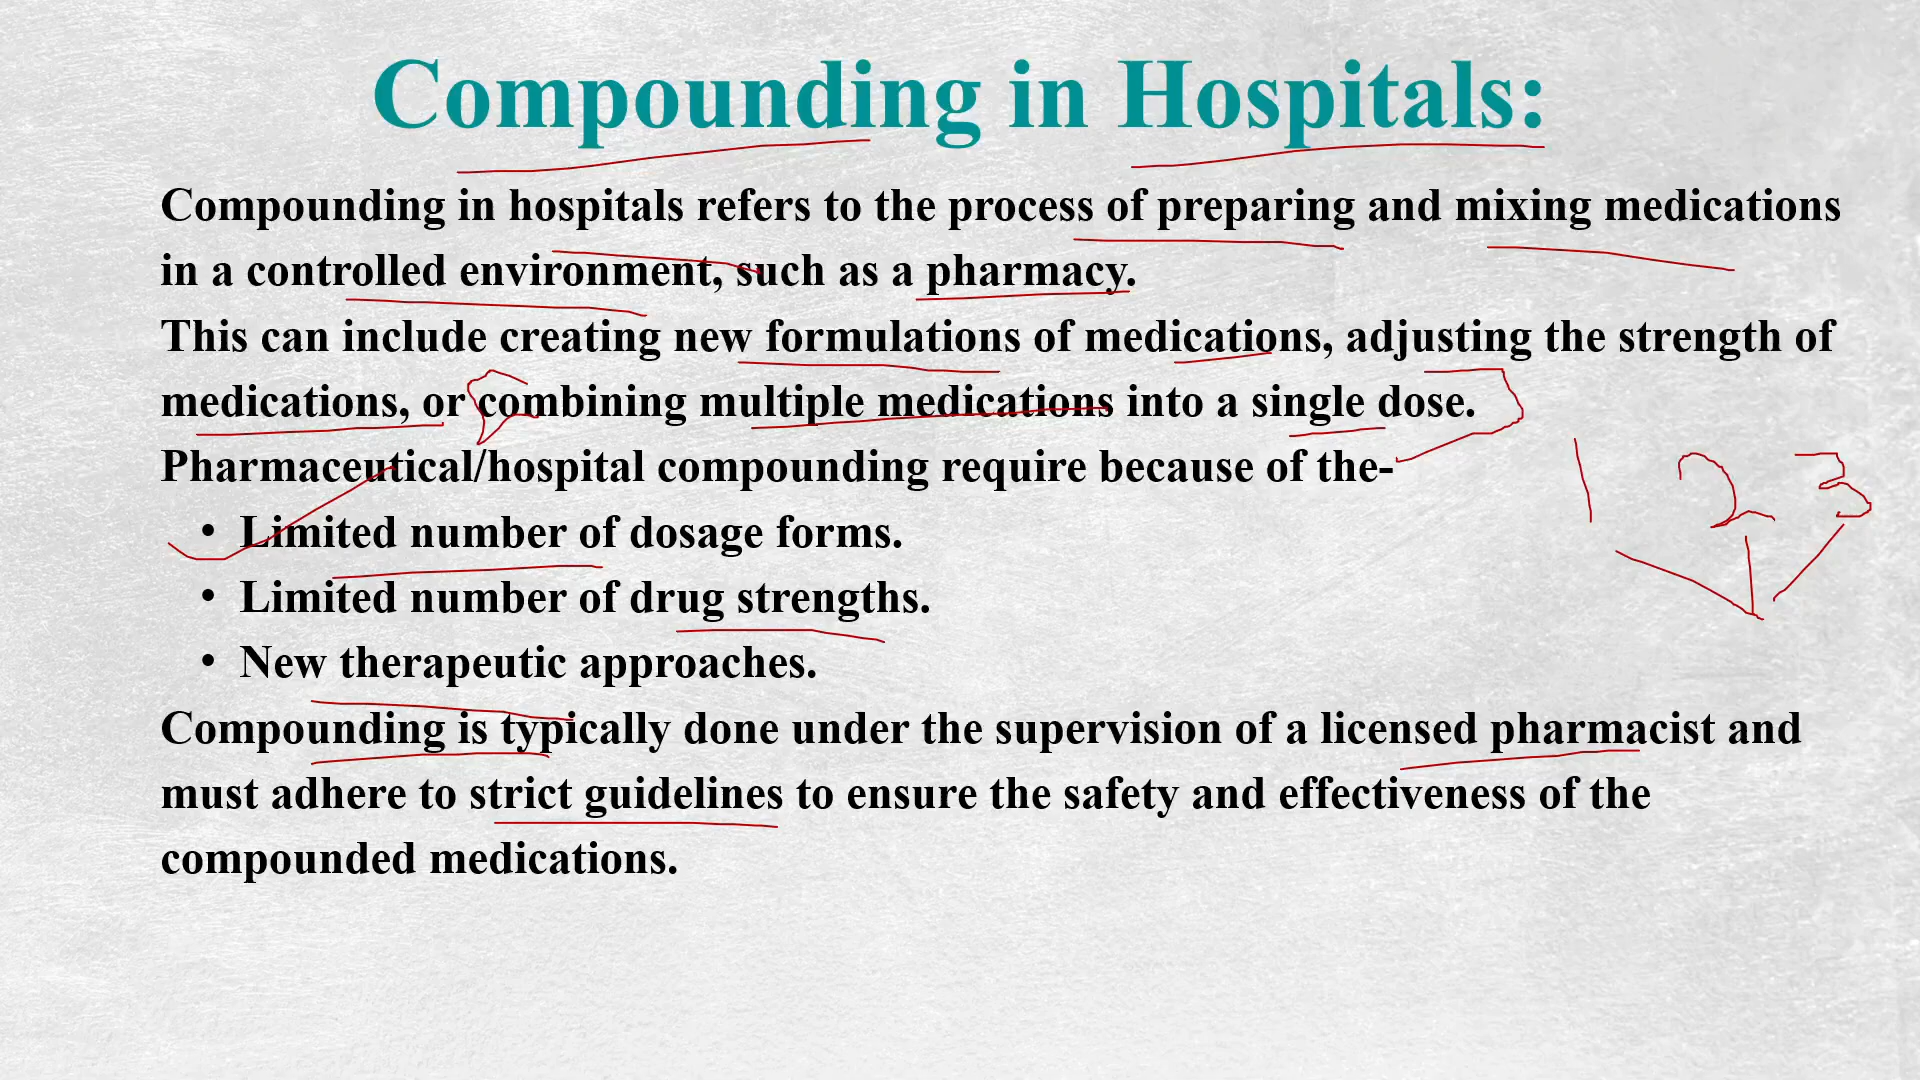 Compounding in Hospitals:
Compounding in hospitals refers to the process of preparing and mixing medications
in a controlled environment, such as a pharmacy.
This can include creating new formulations of medications, adjusting the strength of
medications, or combining multiple medications into a single dose.
Pharmaceutical/hospital compounding require because of the-
1 2 3
• Limited number of dosage forms.
• Limited number of drug strengths.
• New therapeutic approaches.
Compounding is typically done under the supervision of a licensed pharmacist and
must adhere to strict guidelines to ensure the safety and effectiveness of the
compounded medications.